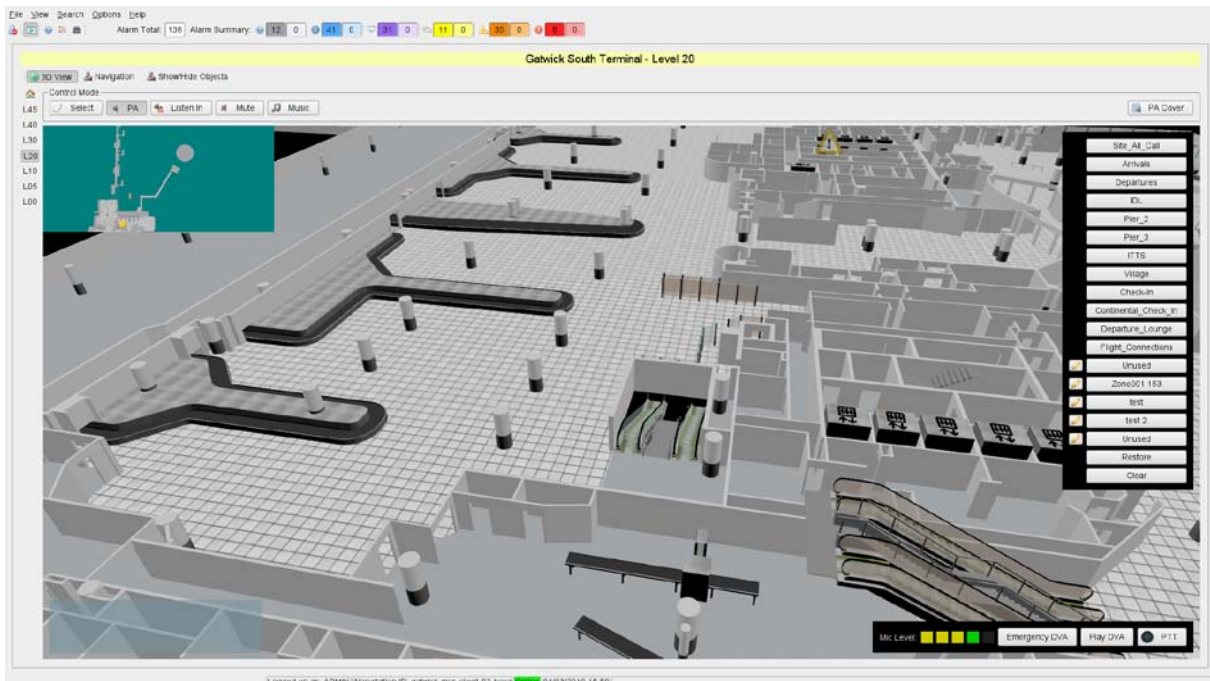 File View Search Options Help
Alarm Total: 136 Alarm Summary: 12 0 41 0 31 0 11 0 30 0 0 0
Gatwick South Terminal - Level 20
3D View Navigation Show/Hide Objects
Control Mode
Select PA Listen In Mute Music PA Cover
L45
L40
L30
L20
L10
L05
L00
Site_All_Call
Arrivals
Departures
IDL
Pier_2
Pier_3
ITTS
Village
Check-In
Continental_Check_In
Departure_Lounge
Flight_Connections
Unused
Zone001 153
test
test 2
Unused
Restore
Clear
Mic Level: Emergency DVA Play DVA PTT